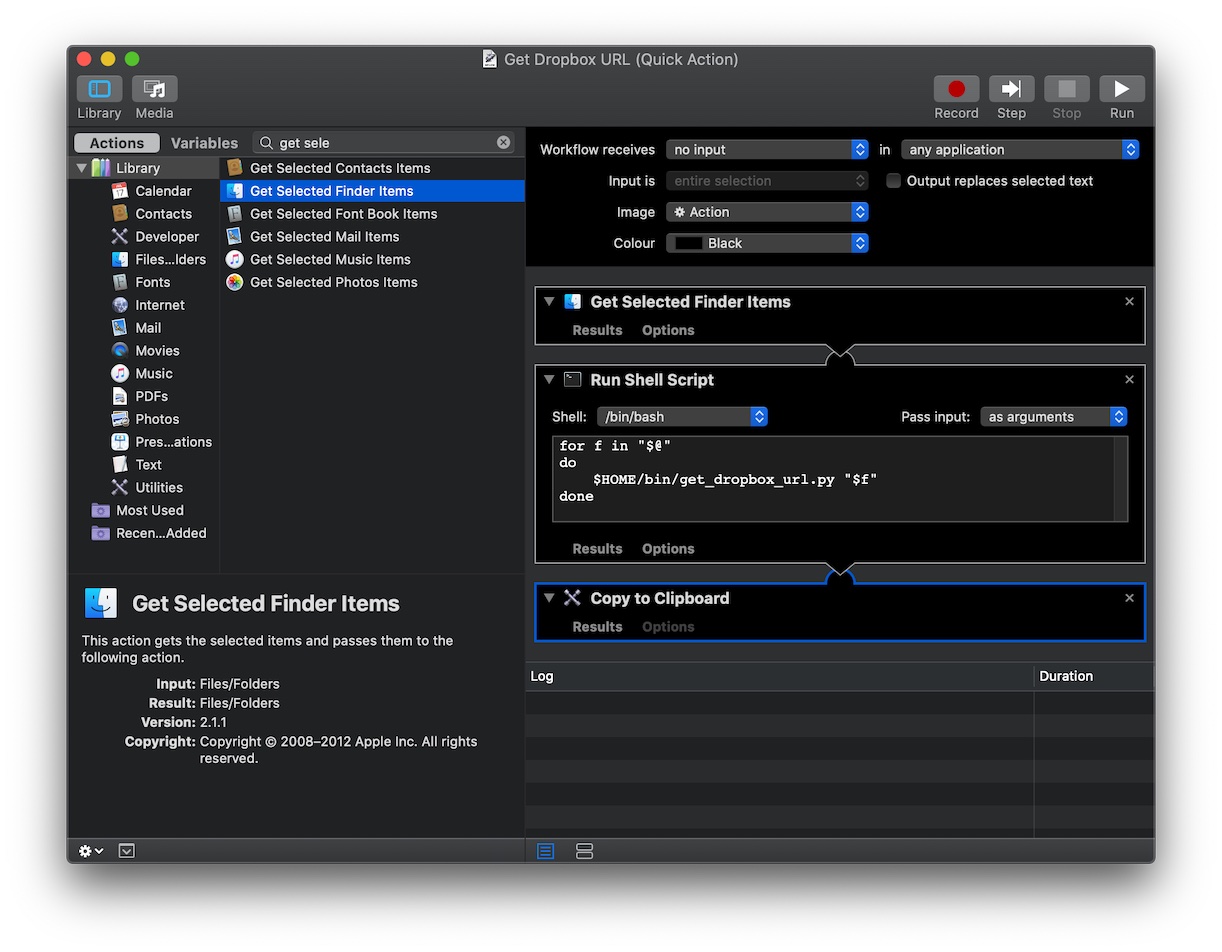 Get Dropbox URL (Quick Action)
Library
Media
Record
Step
Stop
Run
Actions
Variables
get sele
Library
Calendar
Contacts
Developer
Files...lders
Fonts
Internet
Mail
Movies
Music
PDFs
Photos
Pres...ations
Text
Utilities
Most Used
Recen...Added
Get Selected Contacts Items
Get Selected Finder Items
Get Selected Font Book Items
Get Selected Mail Items
Get Selected Music Items
Get Selected Photos Items
Get Selected Finder Items
This action gets the selected items and passes them to the
following action.
Input: Files/Folders
Result: Files/Folders
Version: 2.1.1
Copyright: Copyright © 2008–2012 Apple Inc. All rights
reserved.
Workflow receives no input in any application
Input is entire selection Output replaces selected text
Image Action
Colour Black
Get Selected Finder Items
Results Options
Run Shell Script
Shell: /bin/bash Pass input: as arguments
for f in "$@"
do
    $HOME/bin/get_dropbox_url.py "$f"
done
Results Options
Copy to Clipboard
Results Options
Log Duration